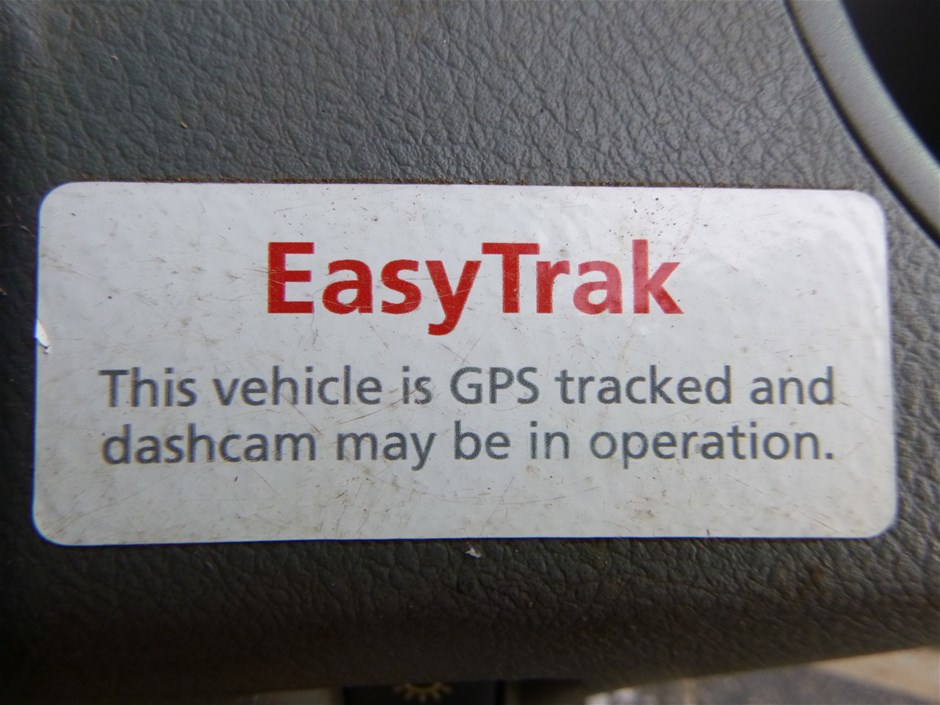 EasyTrak
This vehicle is GPS tracked and
dashcam may be in operation.